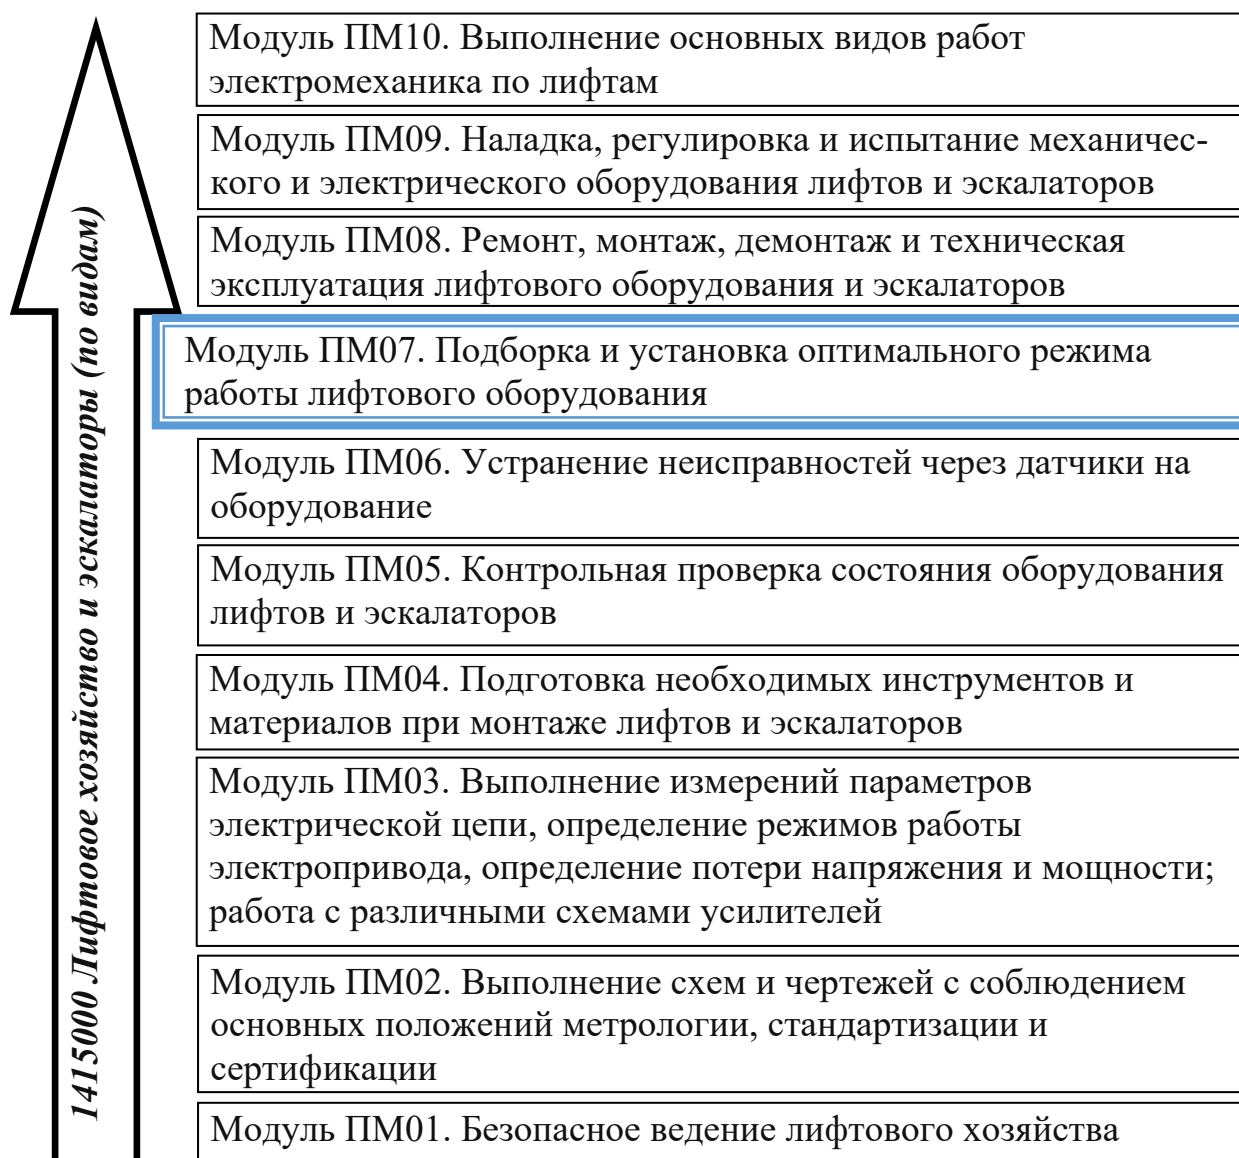 Модуль ПМ10. Выполнение основных видов работ
электромеханика по лифтам
Модуль ПМ09. Наладка, регулировка и испытание механичес-
кого и электрического оборудования лифтов и эскалаторов
Модуль ПМ08. Ремонт, монтаж, демонтаж и техническая
эксплуатация лифтового оборудования и эскалаторов
Модуль ПМ07. Подборка и установка оптимального режима
работы лифтового оборудования
Модуль ПМ06. Устранение неисправностей через датчики на
оборудование
Модуль ПМ05. Контрольная проверка состояния оборудования
лифтов и эскалаторов
Модуль ПМ04. Подготовка необходимых инструментов и
материалов при монтаже лифтов и эскалаторов
Модуль ПМ03. Выполнение измерений параметров
электрической цепи, определение режимов работы
электропривода, определение потери напряжения и мощности;
работа с различными схемами усилителей
Модуль ПМ02. Выполнение схем и чертежей с соблюдением
основных положений метрологии, стандартизации и
сертификации
Модуль ПМ01. Безопасное ведение лифтового хозяйства
1415000 Лифтовое хозяйство и эскалаторы (по видам)